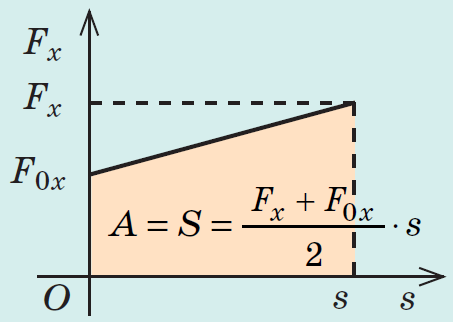 Fₓ
Fₓ
F₀ₓ
A = S = (Fₓ + F₀ₓ)/2 · s
O s s